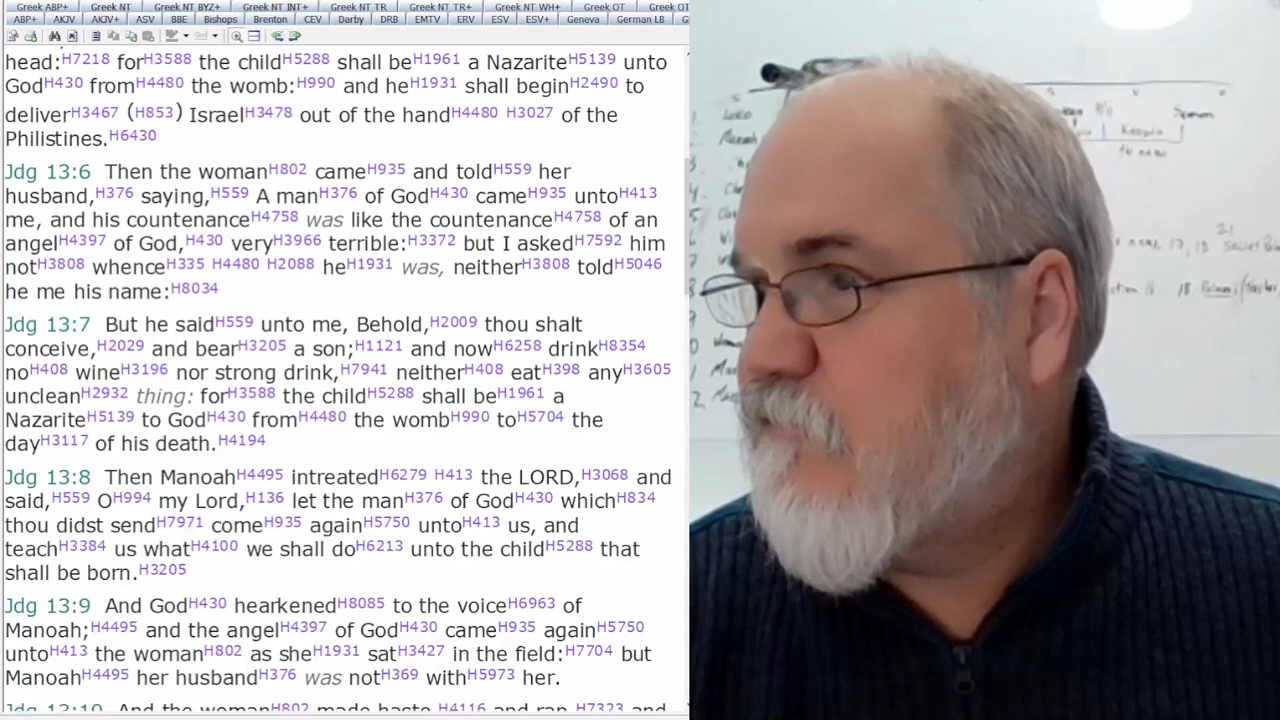 Greek ABP+ Greek NT Greek NT BYZ+ Greek NT INT+ Greek NT TR Greek NT TR+ Greek NT WH+ Greek OT Greek OT
ABP+ AKJV AKJV+ ASV BBE Bishops Brenton CEV Darby DRB EMTV ERV ESV ESV+ Geneva German LB G
head:H7218 forH3588 the childH5288 shall beH1961 a NazariteH5139 unto
GodH430 fromH4480 the womb:H990 and heH1931 shall beginH2490 to
deliverH3467 (H853) IsraelH3478 out of the handH4480 H3027 of the
Philistines.H6430
Jdg 13:6 Then the womanH802 cameH935 and toldH559 her
husband,H376 saying,H559 A manH376 of GodH430 cameH935 untoH413
me, and his countenanceH4758 was like the countenanceH4758 of an
angelH4397 of God,H430 veryH3966 terrible:H3372 but I askedH7592 him
notH3808 whenceH335 H4480 H2088 heH1931 was, neitherH3808 toldH5046
he me his name:H8034
Jdg 13:7 But he saidH559 unto me, Behold,H2009 thou shalt
conceive,H2029 and bearH3205 a son;H1121 and nowH6258 drinkH8354
noH408 wineH3196 nor strong drink,H7941 neitherH408 eatH398 anyH3605
uncleanH2932 thing: forH3588 the childH5288 shall beH1961 a
NazariteH5139 to GodH430 fromH4480 the wombH990 toH5704 the
dayH3117 of his death.H4194
Jdg 13:8 Then ManoahH4495 intreatedH6279 H413 the LORD,H3068 and
said,H559 OH994 my Lord,H136 let the manH376 of GodH430 whichH834
thou didst sendH7971 comeH935 againH5750 untoH413 us, and
teachH3384 us whatH4100 we shall doH6213 unto the childH5288 that
shall be born.H3205
Jdg 13:9 And GodH430 hearkenedH8085 to the voiceH6963 of
Manoah;H4495 and the angelH4397 of GodH430 cameH935 againH5750
untoH413 the womanH802 as sheH1931 satH3427 in the field:H7704 but
ManoahH4495 her husbandH376 was notH369 withH5973 her.
Jdg 13:10 And the womanH802 made hasteH4116 and ran,H7323 and